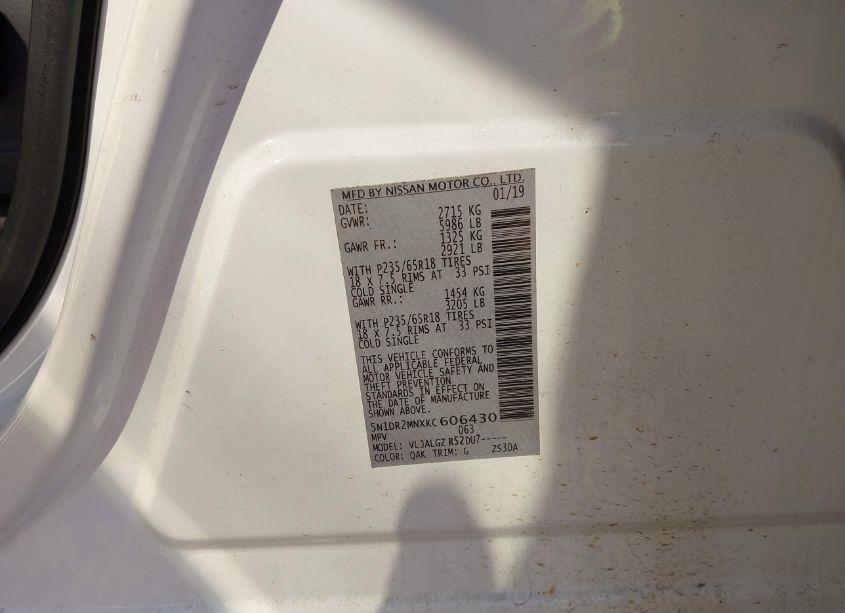 MFD BY NISSAN MOTOR CO., LTD.
DATE: 01/19
GVWR: 2715 KG
5986 LB
GAWR FR.: 1325 KG
2921 LB
WITH P235/65R18 TIRES
18 X 7.5 RIMS AT 33 PSI
COLD SINGLE
GAWR RR.: 1454 KG
3205 LB
WITH P235/65R18 TIRES
18 X 7.5 RIMS AT 33 PSI
COLD SINGLE
THIS VEHICLE CONFORMS TO
ALL APPLICABLE FEDERAL
MOTOR VEHICLE SAFETY AND
THEFT PREVENTION
STANDARDS IN EFFECT ON
THE DATE OF MANUFACTURE
SHOWN ABOVE.
5N1DR2MNXKC606430
MPV 063
MODEL: VLJALGZ R52DU7-----
COLOR: QAK TRIM: G ZS3DA